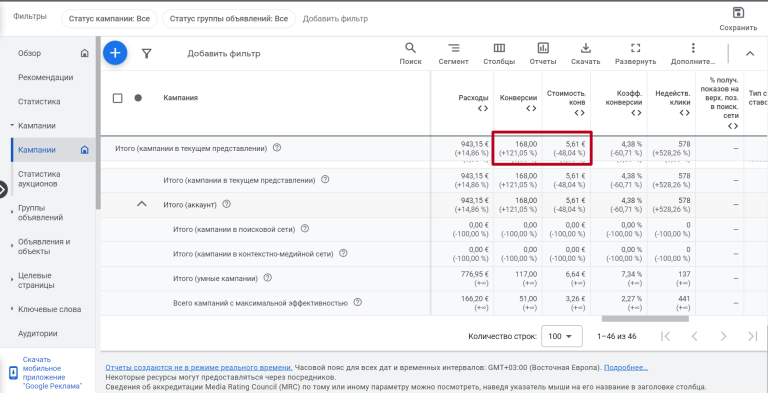 Фильтры
Статус кампании: Все
Статус группы объявлений: Все
Добавить фильтр
Сохранить
Обзор
Рекомендации
Статистика
Кампании
Кампании
Статистика
аукционов
Группы
объявлений
Объявления и
объекты
Целевые
страницы
Ключевые слова
Аудитории
Скачать
мобильное
приложение
"Google Реклама"
Добавить фильтр
Поиск
Сегмент
Столбцы
Отчеты
Скачать
Развернуть
Дополните...
Кампания
Расходы
Конверсии
Стоимость.
конв
Коэфф.
конверсии
Недейств.
клики
% получ.
показов на
верх. поз.
в поиск.
сети
Тип с
ставо
Итого (кампании в текущем представлении)
943,15 € 168,00 5,61 € 4,38 % 578 —
(+14,86 %) (+121,05 %) (-48,04 %) (-60,71 %) (+528,26 %)
Итого (кампании в текущем представлении)
943,15 € 168,00 5,61 € 4,38 % 578 —
(+14,86 %) (+121,05 %) (-48,04 %) (-60,71 %) (+528,26 %)
Итого (аккаунт)
943,15 € 168,00 5,61 € 4,38 % 578 —
(+14,86 %) (+121,05 %) (-48,04 %) (-60,71 %) (+528,26 %)
Итого (кампании в поисковой сети)
0,00 € 0,00 0,00 € 0,00 % 0 —
(-100,00 %) (-100,00 %) (-100,00 %) (-100,00 %) (-100,00 %)
Итого (кампании в контекстно-медийной сети)
0,00 € 0,00 0,00 € 0,00 % 0 —
(-100,00 %) (-100,00 %) (-100,00 %) (-100,00 %) (-100,00 %)
Итого (умные кампании)
776,95 € 117,00 6,64 € 7,34 % 137 —
(+∞) (+∞) (+∞) (+∞) (+∞)
Всего кампаний с максимальной эффективностью
166,20 € 51,00 3,26 € 2,27 % 441 —
(+∞) (+∞) (+∞) (+∞) (+∞)
Количество строк: 100 1–46 из 46
Отчеты создаются не в режиме реального времени. Часовой пояс для всех дат и временных интервалов: GMT+03:00 (Восточная Европа). Подробнее...
Некоторые ресурсы могут предоставляться через посредников.
Сведения об аккредитации Media Rating Council (MRC) по тому или иному параметру можно посмотреть, наведя указатель мыши на его название в заголовке столбца.